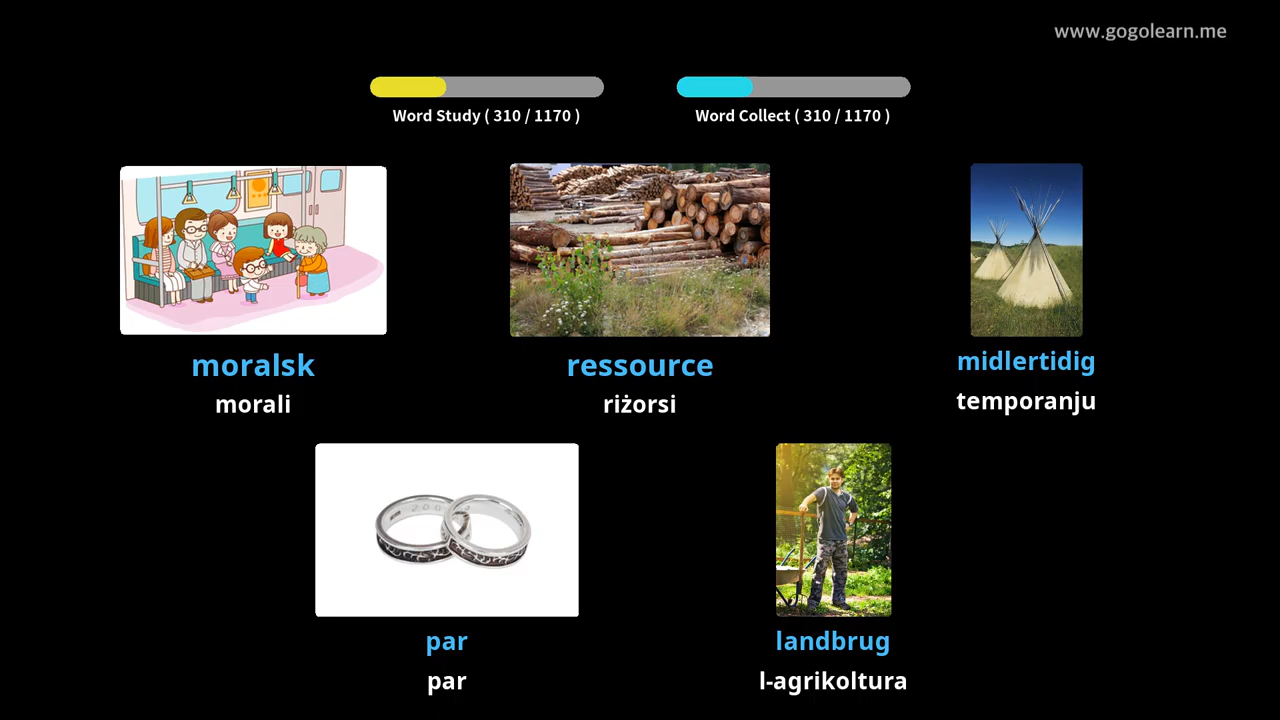 www.gogolearn.me
Word Study ( 310 / 1170 )
Word Collect ( 310 / 1170 )
moralsk
morali
ressource
riżorsi
midlertidig
temporanju
par
par
landbrug
l-agrikoltura